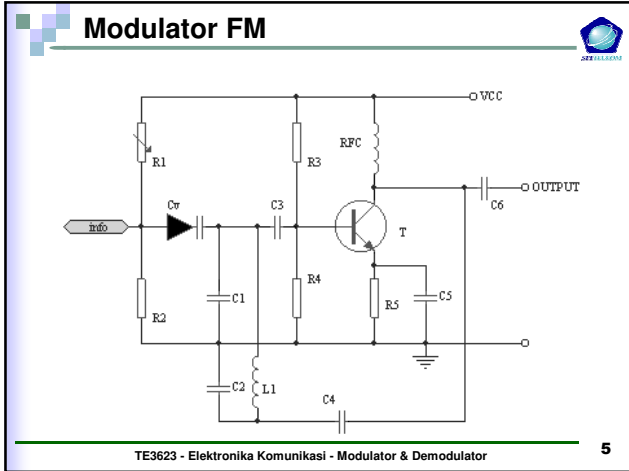 Modulator FM
STTTELKOM
VCC
RFC
R1
R3
Cv
C3
C6
OUTPUT
info
T
R4
C1
R5
C5
R2
C2
L1
C4
TE3623 - Elektronika Komunikasi - Modulator & Demodulator
5